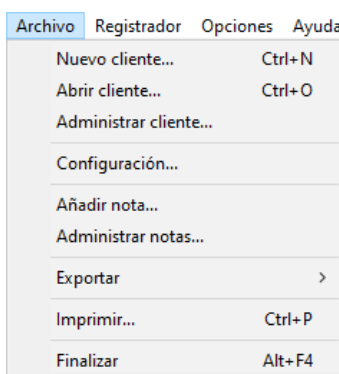 Archivo Registrador Opciones Ayuda
Nuevo cliente... Ctrl+N
Abrir cliente... Ctrl+O
Administrar cliente...
Configuración...
Añadir nota...
Administrar notas...
Exportar >
Imprimir... Ctrl+P
Finalizar Alt+F4